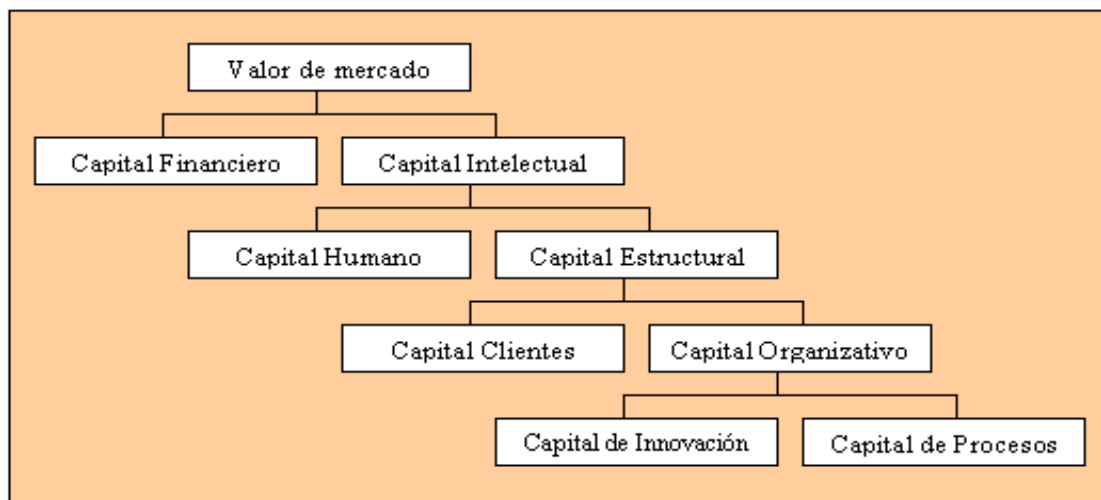 Valor de mercado
Capital Financiero
Capital Intelectual
Capital Humano
Capital Estructural
Capital Clientes
Capital Organizativo
Capital de Innovación
Capital de Procesos